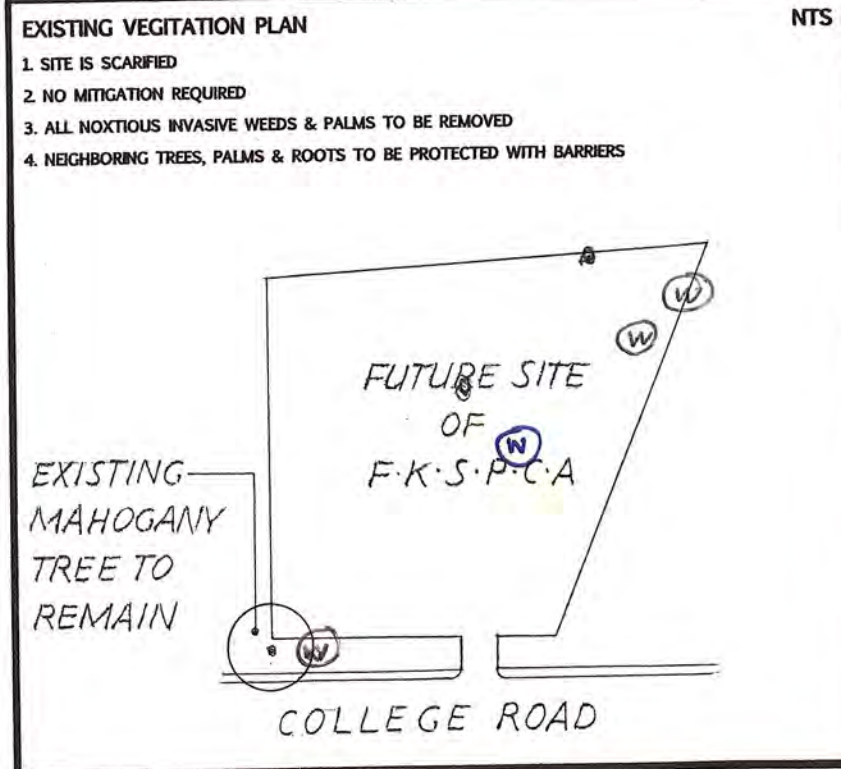 EXISTING VEGITATION PLAN
NTS
1. SITE IS SCARIFIED
2. NO MITIGATION REQUIRED
3. ALL NOXTIOUS INVASIVE WEEDS & PALMS TO BE REMOVED
4. NEIGHBORING TREES, PALMS & ROOTS TO BE PROTECTED WITH BARRIERS
W
W
FUTURE SITE
OF
W
F.K.S.P.C.A
EXISTING
MAHOGANY
TREE TO
REMAIN
W
COLLEGE ROAD